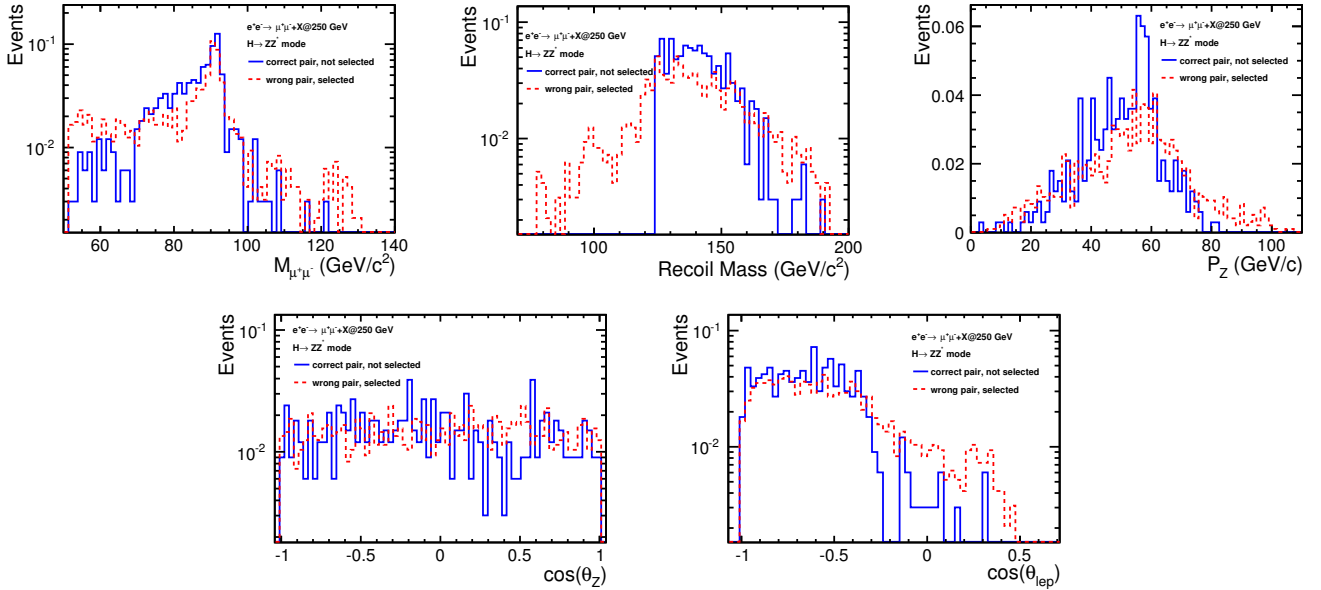 Events
10⁻¹
10⁻²
e⁺e⁻→ μ⁺μ⁻+X@250 GeV
H→ZZ* mode
correct pair, not selected
wrong pair, selected
60 80 100 120 140
M_μ⁺μ⁻ (GeV/c²)
Events
10⁻¹
10⁻²
e⁺e⁻→ μ⁺μ⁻+X@250 GeV
H→ZZ* mode
correct pair, not selected
wrong pair, selected
100 150 200
Recoil Mass (GeV/c²)
Events
0.06
0.04
0.02
0
e⁺e⁻→ μ⁺μ⁻+X@250 GeV
H→ZZ* mode
correct pair, not selected
wrong pair, selected
0 20 40 60 80 100
P_Z (GeV/c)
Events
10⁻¹
10⁻²
e⁺e⁻→ μ⁺μ⁻+X@250 GeV
H→ZZ* mode
correct pair, not selected
wrong pair, selected
-1 -0.5 0 0.5 1
cos(θ_Z)
Events
10⁻¹
10⁻²
e⁺e⁻→ μ⁺μ⁻+X@250 GeV
H→ZZ* mode
correct pair, not selected
wrong pair, selected
-1 -0.5 0 0.5
cos(θ_lep)